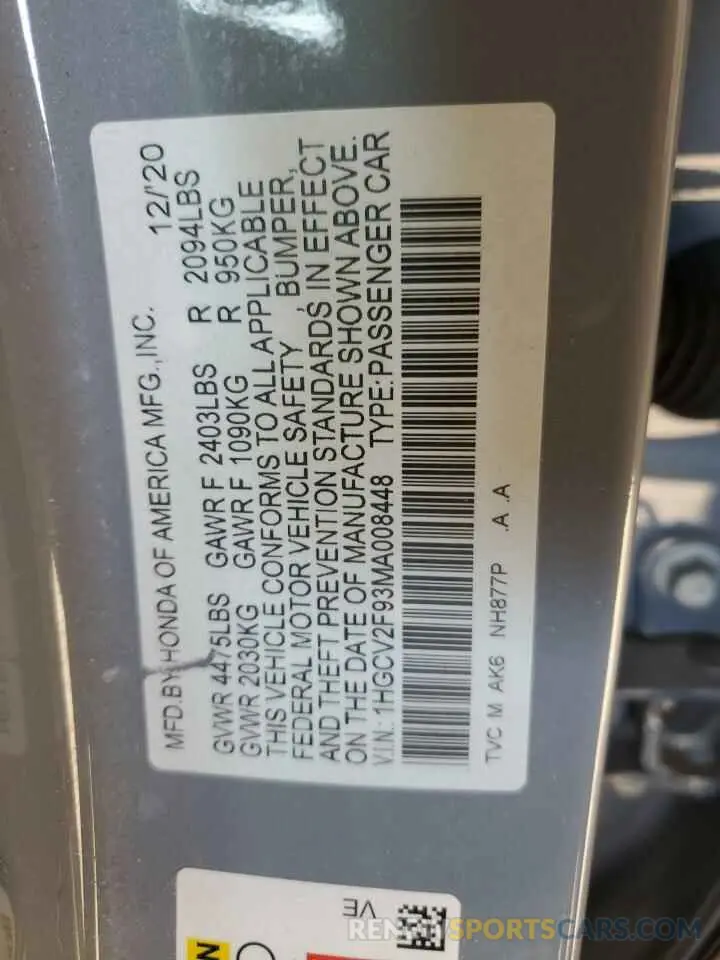 MFD.BY HONDA OF AMERICA MFG.,INC. 12/'20
GVWR 4475LBS GAWR F 2403LBS R 2094LBS
GVWR 2030KG GAWR F 1090KG R 950KG
THIS VEHICLE CONFORMS TO ALL APPLICABLE
FEDERAL MOTOR VEHICLE SAFETY, BUMPER,
AND THEFT PREVENTION STANDARDS IN EFFECT
ON THE DATE OF MANUFACTURE SHOWN ABOVE.
V.I.N.: 1HGCV2F93MA008448 TYPE:PASSENGER CAR
TVC M AK6 NH877P .A .A
VE
RENEWSPORTSCARS.COM